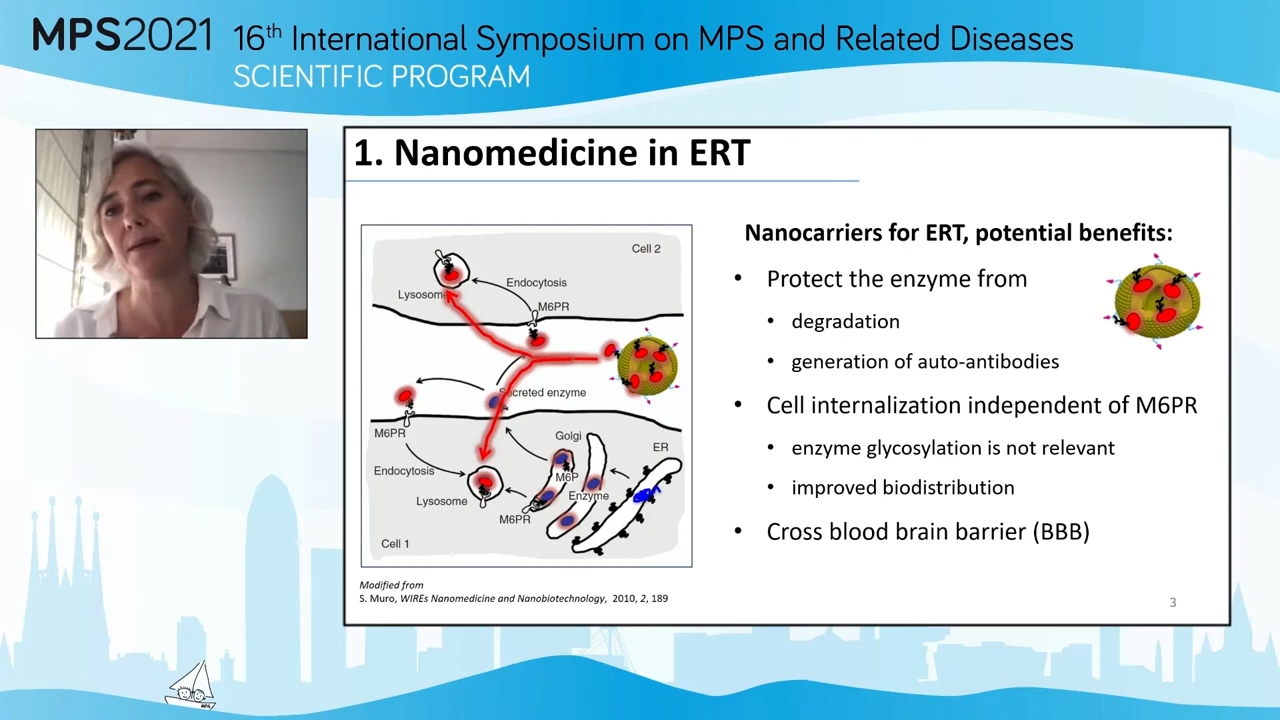 MPS2021 16th International Symposium on MPS and Related Diseases
SCIENTIFIC PROGRAM
1. Nanomedicine in ERT
Cell 2
Endocytosis
Lysosome
M6PR
Secreted enzyme
M6PR
Golgi
ER
Endocytosis
M6P
Lysosome
Enzyme
M6PR
Cell 1
Modified from
S. Muro, WIREs Nanomedicine and Nanobiotechnology, 2010, 2, 189
Nanocarriers for ERT, potential benefits:
• Protect the enzyme from
• degradation
• generation of auto-antibodies
• Cell internalization independent of M6PR
• enzyme glycosylation is not relevant
• improved biodistribution
• Cross blood brain barrier (BBB)
3
MPS